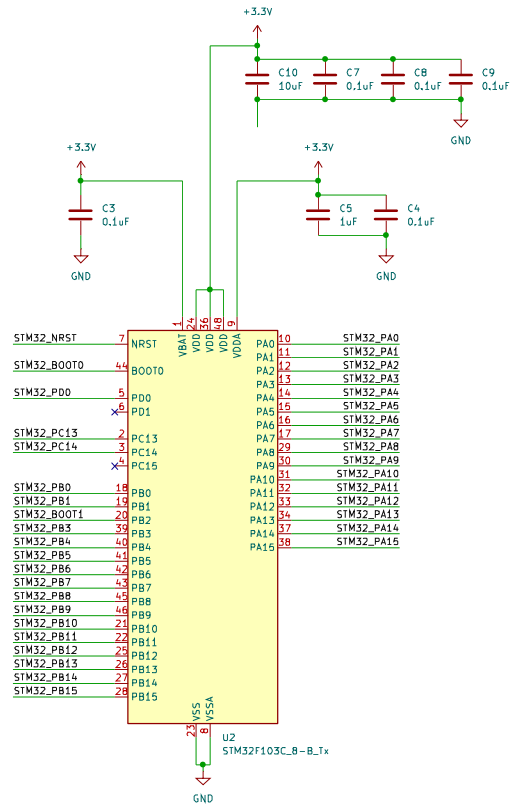 +3.3V
C10
10uF
C7
0.1uF
C8
0.1uF
C9
0.1uF
GND
+3.3V
+3.3V
C3
0.1uF
C5
1uF
C4
0.1uF
GND
GND
1 24 36 48 9
VBAT VDD VDD VDD VDDA
STM32_NRST 7 NRST
STM32_BOOT0 44 BOOT0
STM32_PD0 5 PD0
6 PD1
STM32_PC13 2 PC13
STM32_PC14 3 PC14
4 PC15
STM32_PB0 18 PB0
STM32_PB1 19 PB1
STM32_BOOT1 20 PB2
STM32_PB3 39 PB3
STM32_PB4 40 PB4
STM32_PB5 41 PB5
STM32_PB6 42 PB6
STM32_PB7 43 PB7
STM32_PB8 45 PB8
STM32_PB9 46 PB9
STM32_PB10 21 PB10
STM32_PB11 22 PB11
STM32_PB12 25 PB12
STM32_PB13 26 PB13
STM32_PB14 27 PB14
STM32_PB15 28 PB15
PA0 10 STM32_PA0
PA1 11 STM32_PA1
PA2 12 STM32_PA2
PA3 13 STM32_PA3
PA4 14 STM32_PA4
PA5 15 STM32_PA5
PA6 16 STM32_PA6
PA7 17 STM32_PA7
PA8 29 STM32_PA8
PA9 30 STM32_PA9
PA10 31 STM32_PA10
PA11 32 STM32_PA11
PA12 33 STM32_PA12
PA13 34 STM32_PA13
PA14 37 STM32_PA14
PA15 38 STM32_PA15
VSS VSSA
23 8
U2
STM32F103C_8-B_Tx
GND